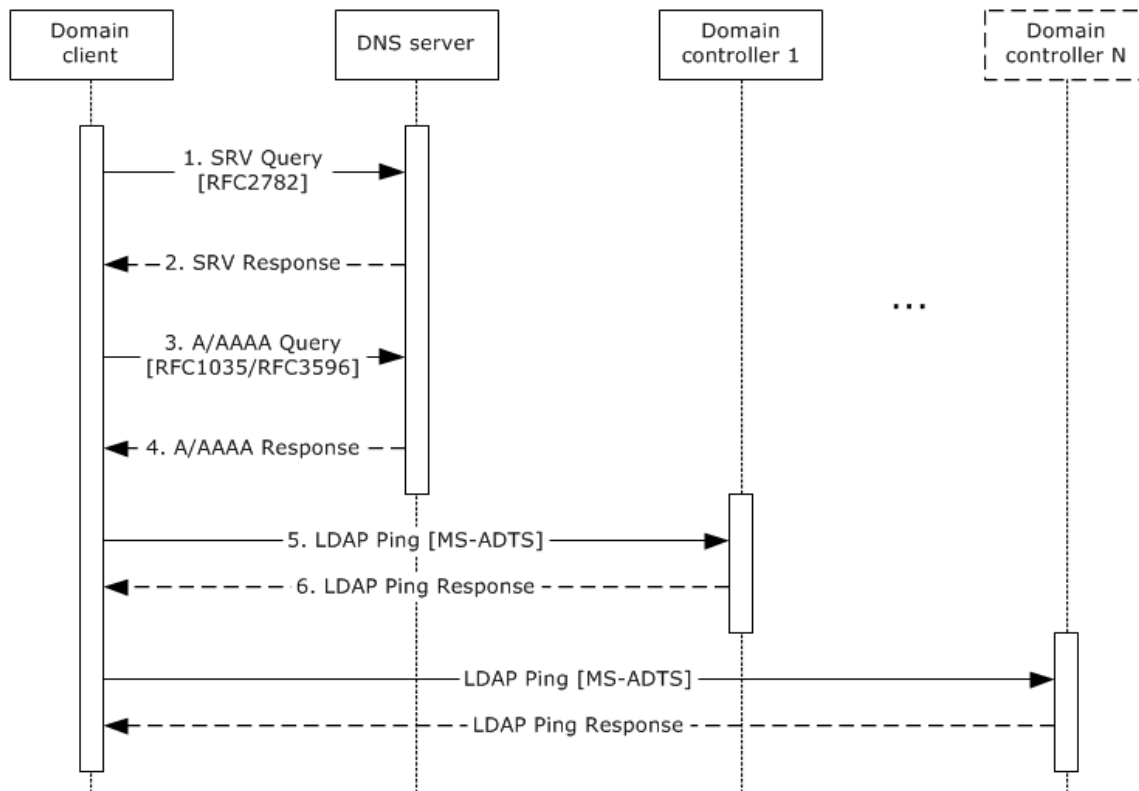 Domain
client
DNS server
Domain
controller 1
Domain
controller N
1. SRV Query
[RFC2782]
2. SRV Response
...
3. A/AAAA Query
[RFC1035/RFC3596]
4. A/AAAA Response
5. LDAP Ping [MS-ADTS]
6. LDAP Ping Response
LDAP Ping [MS-ADTS]
LDAP Ping Response